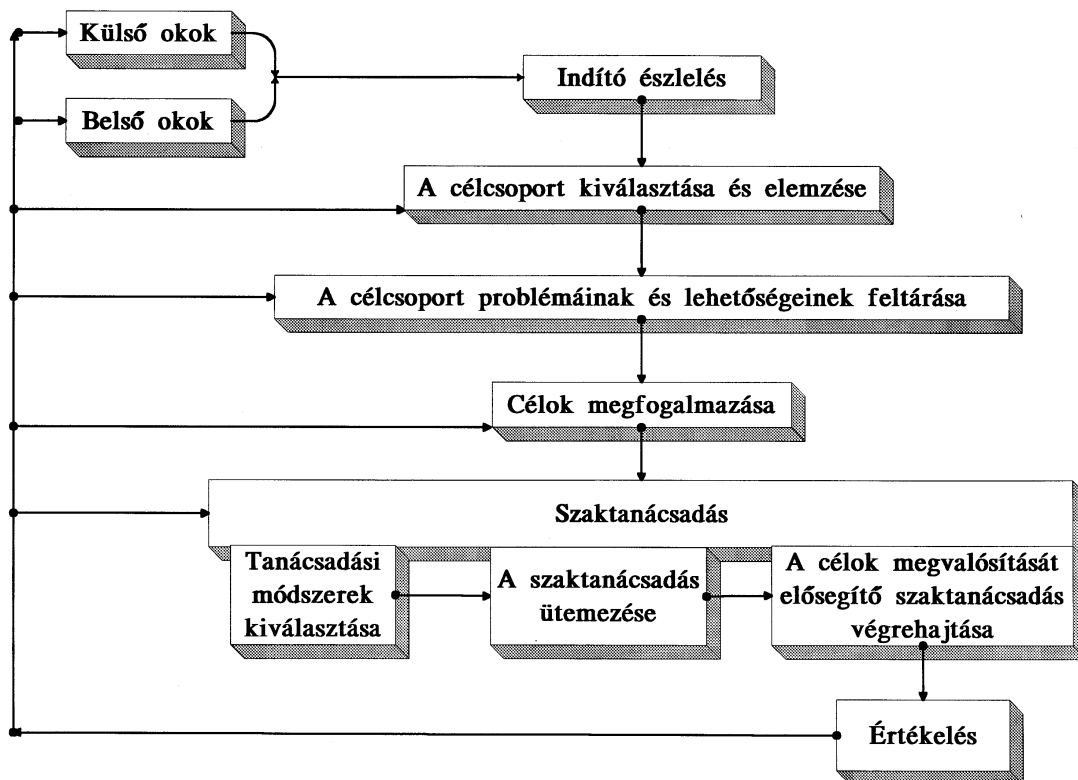 Külső okok
Indító észlelés
Belső okok
A célcsoport kiválasztása és elemzése
A célcsoport problémáinak és lehetőségeinek feltárása
Célok megfogalmazása
Szaktanácsadás
Tanácsadási
módszerek
kiválasztása
A szaktanácsadás
ütemezése
A célok megvalósítását
elősegítő szaktanácsadás
végrehajtása
Értékelés